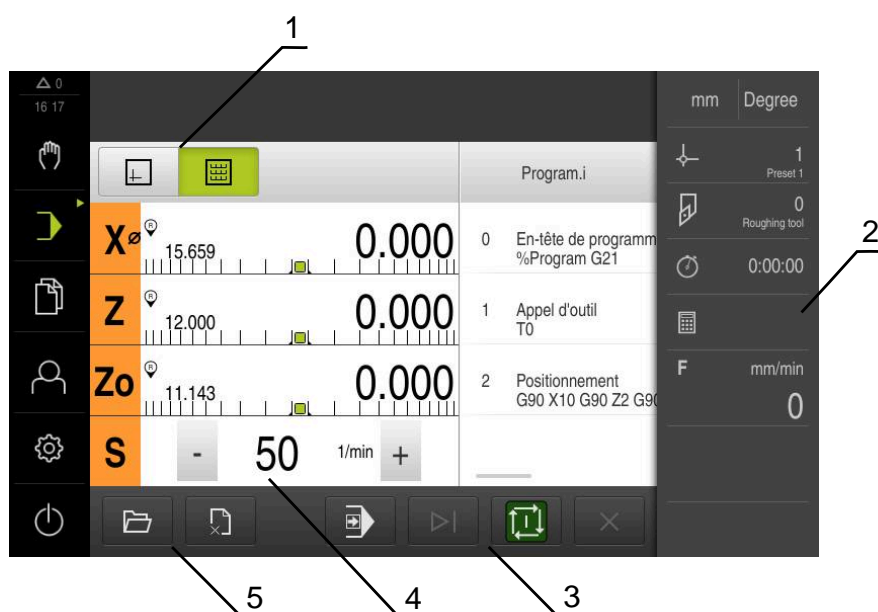 1
0
16 17
mm Degree
1
Preset 1
Program.i
0
Roughing tool
2
X ø R 15.659 0.000
0 En-tête de programm
%Program G21
0:00:00
Z R 12.000 0.000
1 Appel d'outil
T0
F mm/min
0
Zo R 11.143 0.000
2 Positionnement
G90 X10 G90 Z2 G90
S - 50 1/min +
5
4
3